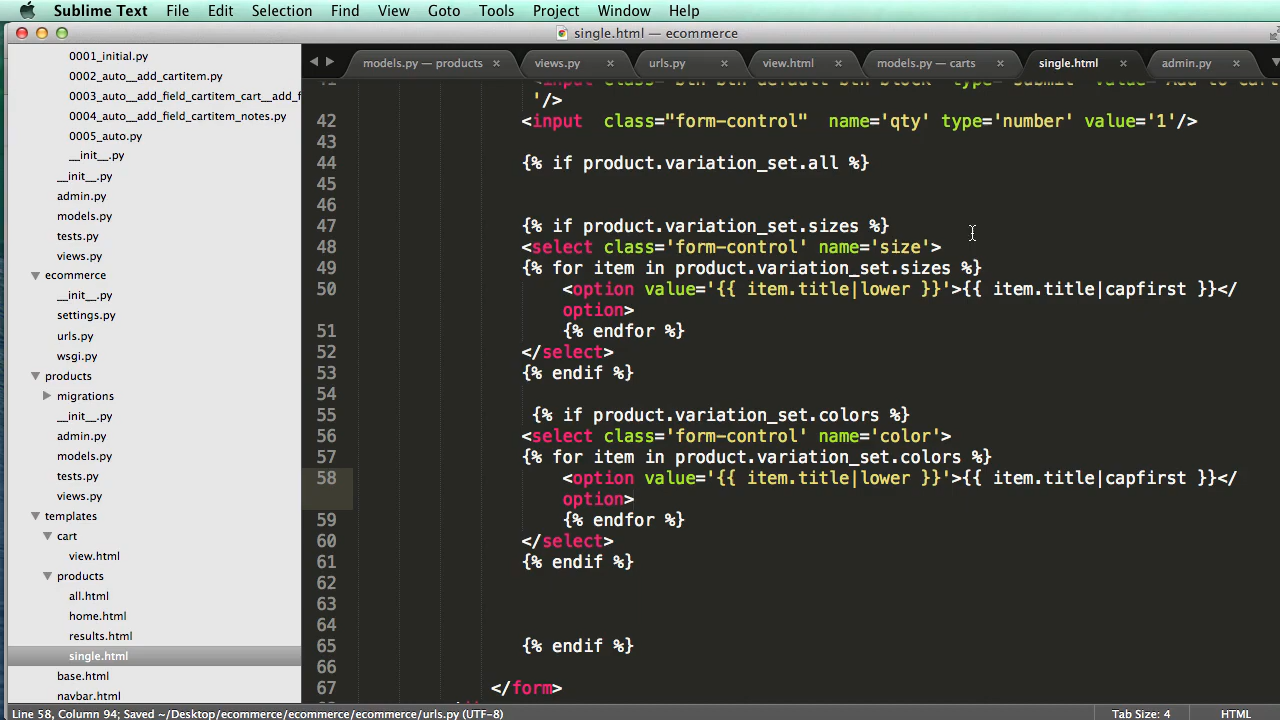 Sublime Text File Edit Selection Find View Goto Tools Project Window Help
single.html — ecommerce
models.py — products × views.py × urls.py × view.html × models.py — carts × single.html × admin.py ×
0001_initial.py
0002_auto__add_cartitem.py
0003_auto__add_field_cartitem_cart__add_f
0004_auto__add_field_cartitem_notes.py
0005_auto.py
__init__.py
__init__.py
admin.py
models.py
tests.py
views.py
ecommerce
__init__.py
settings.py
urls.py
wsgi.py
products
migrations
__init__.py
admin.py
models.py
tests.py
views.py
templates
cart
view.html
products
all.html
home.html
results.html
single.html
base.html
navbar.html
'/>
42 <input  class="form-control"  name='qty' type='number' value='1'/>
43
44 {% if product.variation_set.all %}
45
46
47 {% if product.variation_set.sizes %}
48 <select class='form-control' name='size'>
49 {% for item in product.variation_set.sizes %}
50 <option value='{{ item.title|lower }}'>{{ item.title|capfirst }}</
option>
51 {% endfor %}
52 </select>
53 {% endif %}
54
55 {% if product.variation_set.colors %}
56 <select class='form-control' name='color'>
57 {% for item in product.variation_set.colors %}
58 <option value='{{ item.title|lower }}'>{{ item.title|capfirst }}</
option>
59 {% endfor %}
60 </select>
61 {% endif %}
62
63
64
65 {% endif %}
66
67 </form>
Line 58, Column 94; Saved ~/Desktop/ecommerce/ecommerce/ecommerce/urls.py (UTF-8) Tab Size: 4 HTML